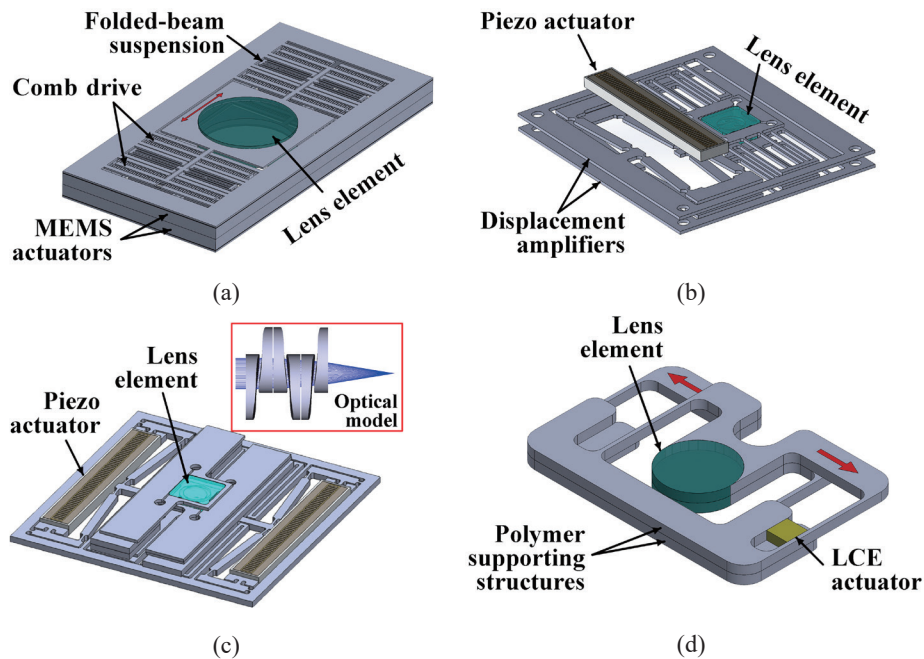 Folded-beam
suspension
Comb drive
MEMS
actuators
Lens element
(a)
Piezo actuator
Lens
element
Displacement
amplifiers
(b)
Lens
element
Piezo
actuator
Optical
model
(c)
Lens
element
Polymer
supporting
structures
LCE
actuator
(d)